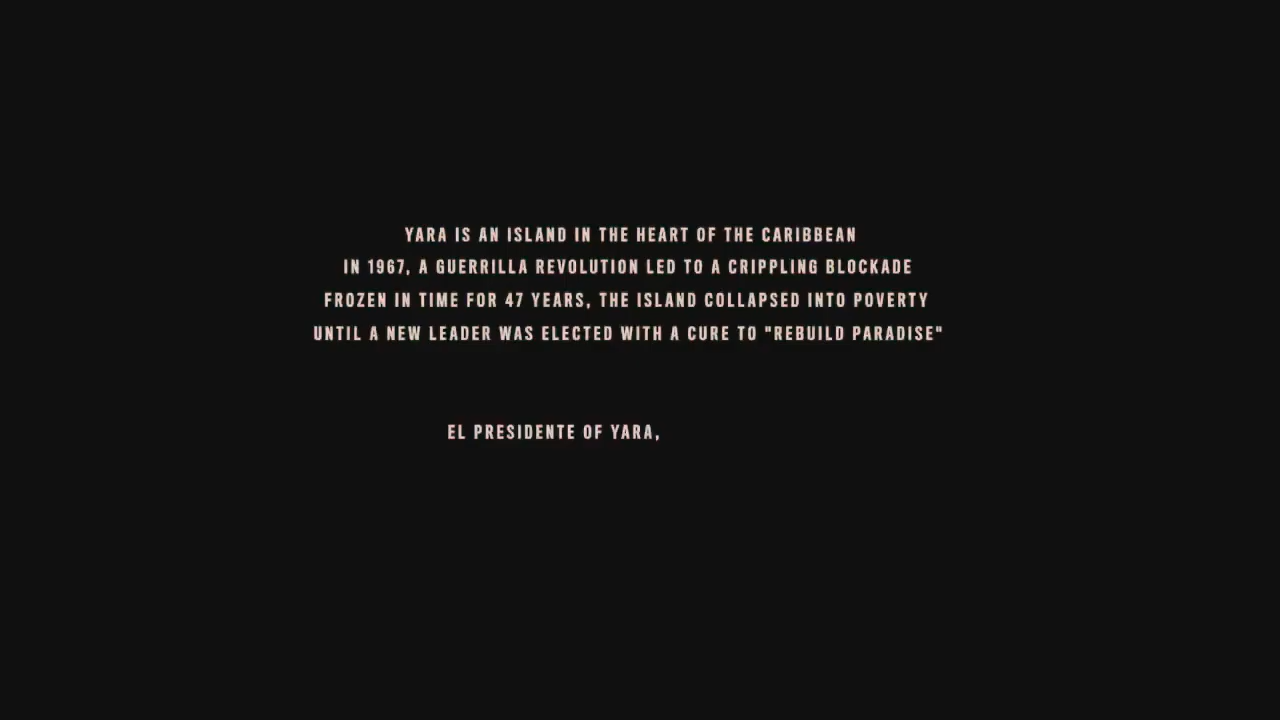 YARA IS AN ISLAND IN THE HEART OF THE CARIBBEAN
IN 1967, A GUERRILLA REVOLUTION LED TO A CRIPPLING BLOCKADE
FROZEN IN TIME FOR 47 YEARS, THE ISLAND COLLAPSED INTO POVERTY
UNTIL A NEW LEADER WAS ELECTED WITH A CURE TO "REBUILD PARADISE"
EL PRESIDENTE OF YARA,